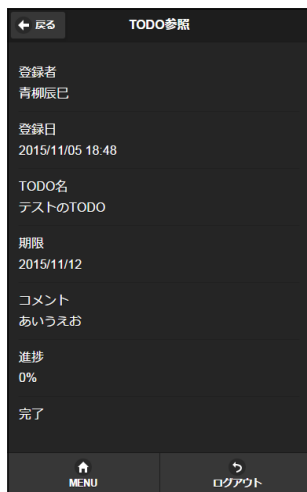 戻る
TODO参照
登録者
青柳辰巳
登録日
2015/11/05 18:48
TODO名
テストのTODO
期限
2015/11/12
コメント
あいうえお
進捗
0%
完了
MENU
ログアウト